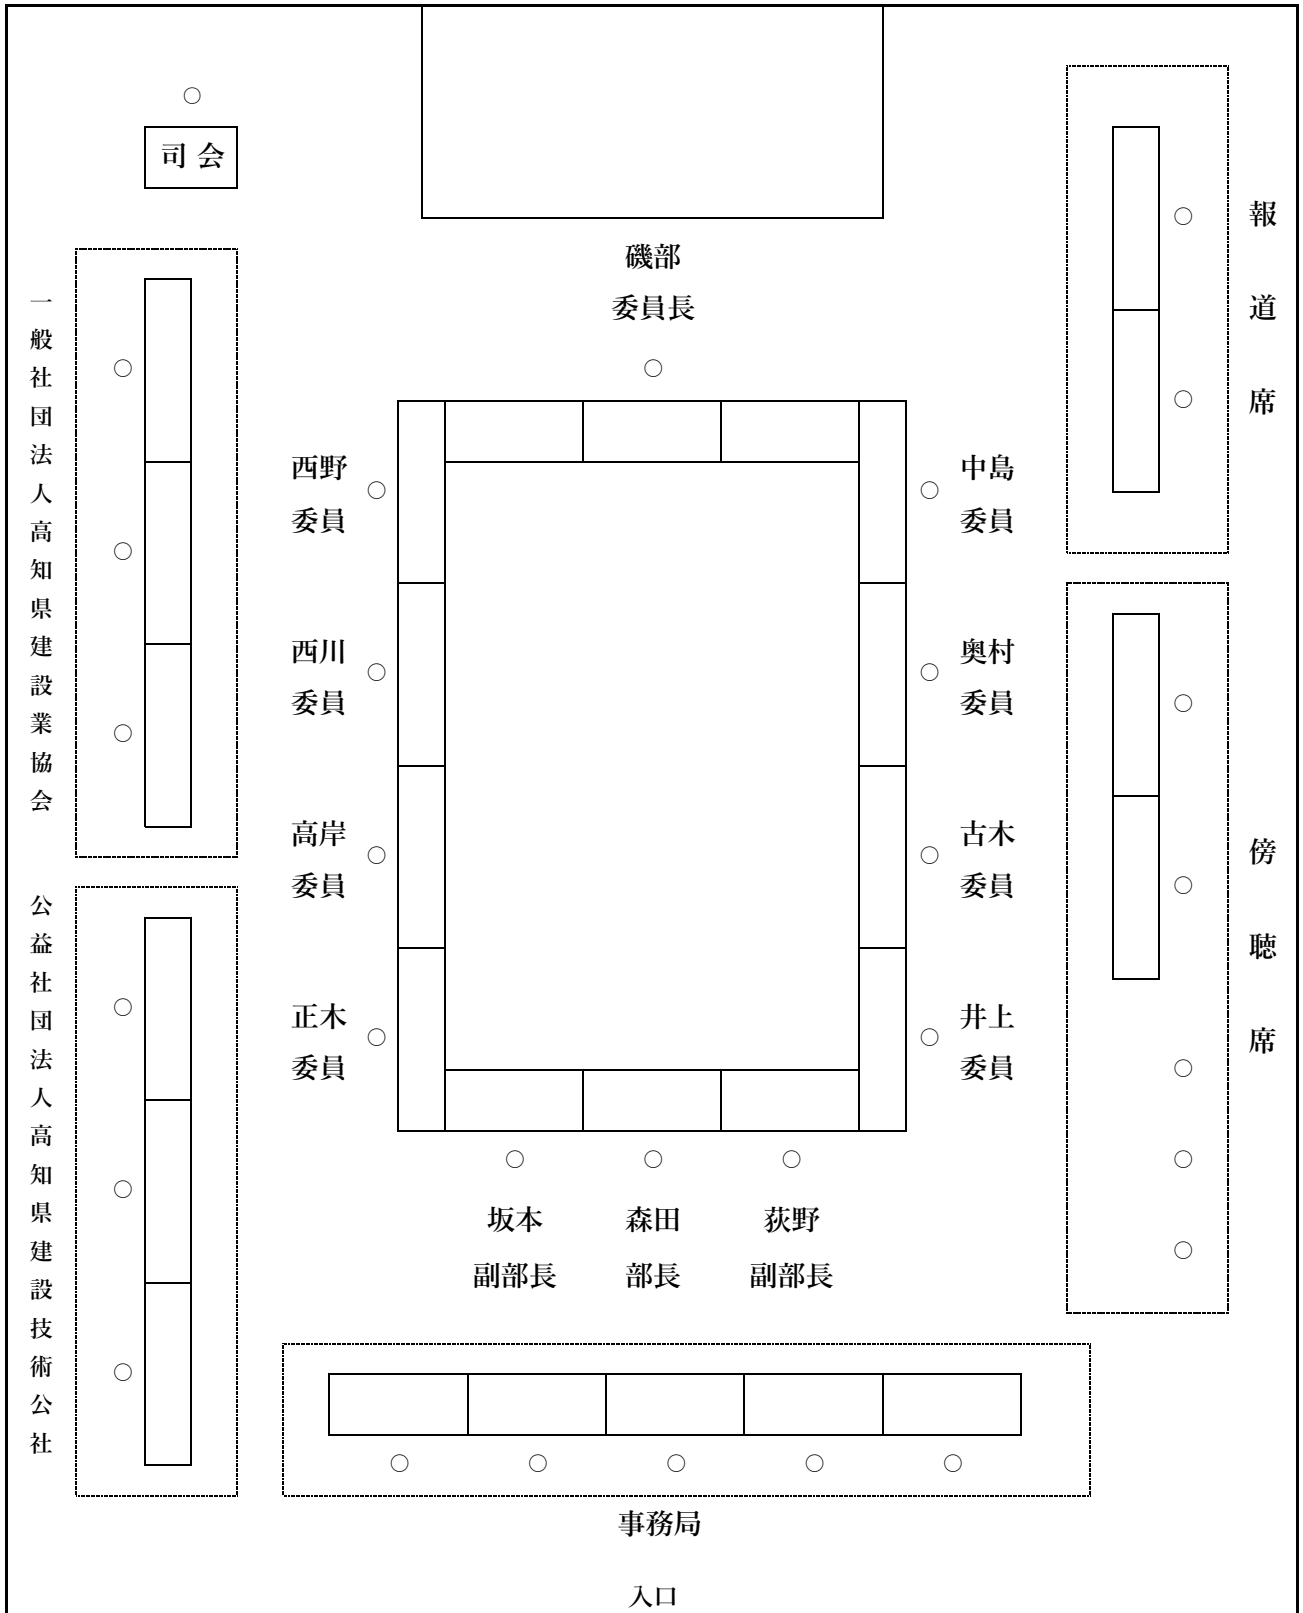 司 会
磯部
委員長
報道席
一般社団法人高知県建設業協会
西野
委員
中島
委員
西川
委員
奥村
委員
高岸
委員
古木
委員
傍聴席
公益社団法人高知県建設技術公社
正木
委員
井上
委員
坂本
副部長
森田
部長
荻野
副部長
事務局
入口